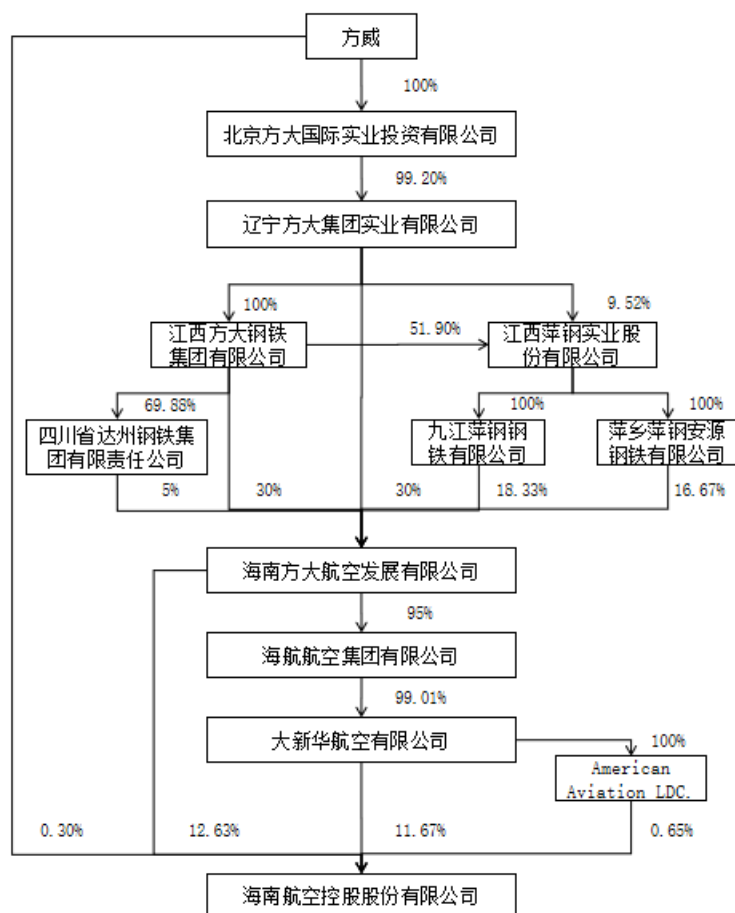 方威
100%
北京方大国际实业投资有限公司
99.20%
辽宁方大集团实业有限公司
100%
9.52%
江西方大钢铁
集团有限公司
51.90%
江西萍钢实业股
份有限公司
69.88%
100%
100%
四川省达州钢铁集
团有限责任公司
九江萍钢钢
铁有限公司
萍乡萍钢安源
钢铁有限公司
5%
30%
30%
18.33%
16.67%
海南方大航空发展有限公司
95%
海航航空集团有限公司
99.01%
大新华航空有限公司
100%
American
Aviation LDC.
0.30%
12.63%
11.67%
0.65%
海南航空控股股份有限公司